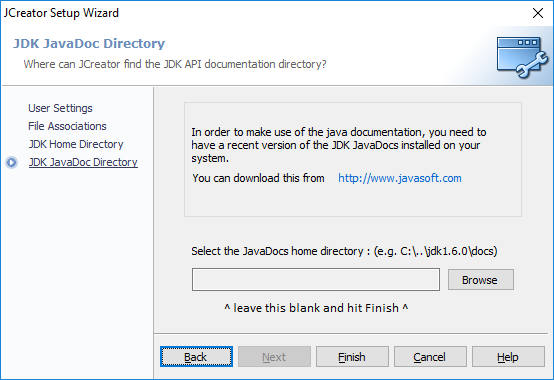 JCreator Setup Wizard
JDK JavaDoc Directory
Where can JCreator find the JDK API documentation directory?
User Settings
File Associations
JDK Home Directory
JDK JavaDoc Directory
In order to make use of the java documentation, you need to
have a recent version of the JDK JavaDocs installed on your
system.
You can download this from http://www.javasoft.com
Select the JavaDocs home directory : (e.g. C:\..\jdk1.6.0\docs)
Browse
^ leave this blank and hit Finish ^
Back Next Finish Cancel Help